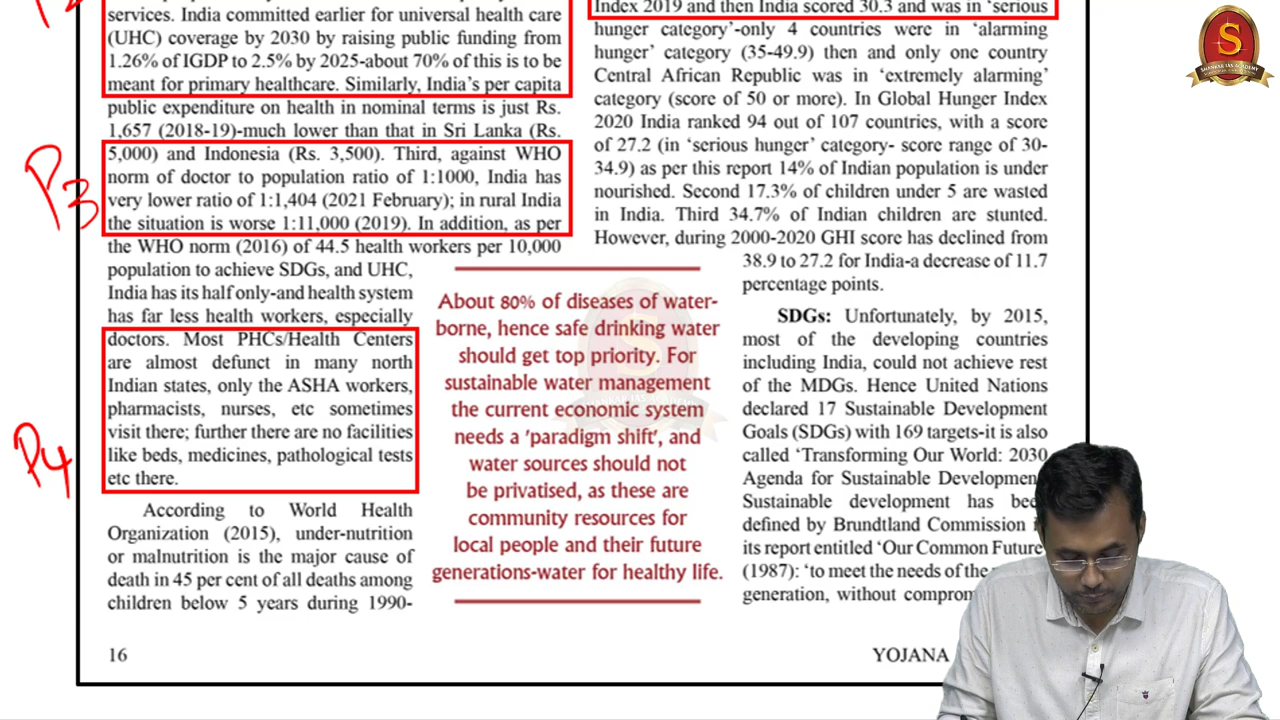 services. India committed earlier for universal health care
(UHC) coverage by 2030 by raising public funding from
1.26% of IGDP to 2.5% by 2025-about 70% of this is to be
meant for primary healthcare. Similarly, India's per capita
public expenditure on health in nominal terms is just Rs.
1,657 (2018-19)-much lower than that in Sri Lanka (Rs.
5,000) and Indonesia (Rs. 3,500). Third, against WHO
norm of doctor to population ratio of 1:1000, India has
very lower ratio of 1:1,404 (2021 February); in rural India
the situation is worse 1:11,000 (2019). In addition, as per
the WHO norm (2016) of 44.5 health workers per 10,000
population to achieve SDGs, and UHC,
India has its half only-and health system
has far less health workers, especially
doctors. Most PHCs/Health Centers
are almost defunct in many north
Indian states, only the ASHA workers,
pharmacists, nurses, etc sometimes
visit there; further there are no facilities
like beds, medicines, pathological tests
etc there.
According to World Health
Organization (2015), under-nutrition
or malnutrition is the major cause of
death in 45 per cent of all deaths among
children below 5 years during 1990-
P3
P4
About 80% of diseases of water-
borne, hence safe drinking water
should get top priority. For
sustainable water management
the current economic system
needs a 'paradigm shift', and
water sources should not
be privatised, as these are
community resources for
local people and their future
generations-water for healthy life.
Index 2019 and then India scored 30.3 and was in 'serious
hunger category'-only 4 countries were in 'alarming
hunger' category (35-49.9) then and only one country
Central African Republic was in 'extremely alarming'
category (score of 50 or more). In Global Hunger Index
2020 India ranked 94 out of 107 countries, with a score
of 27.2 (in 'serious hunger' category- score range of 30-
34.9) as per this report 14% of Indian population is under
nourished. Second 17.3% of children under 5 are wasted
in India. Third 34.7% of Indian children are stunted.
However, during 2000-2020 GHI score has declined from
38.9 to 27.2 for India-a decrease of 11.7
percentage points.
SDGs: Unfortunately, by 2015,
most of the developing countries
including India, could not achieve rest
of the MDGs. Hence United Nations
declared 17 Sustainable Development
Goals (SDGs) with 169 targets-it is also
called 'Transforming Our World: 2030
Agenda for Sustainable Developmen
Sustainable development has bee
defined by Brundtland Commission
its report entitled 'Our Common Future'
(1987): 'to meet the needs of the
generation, without comprom
16
YOJANA
S
SHANKAR IAS ACADEMY